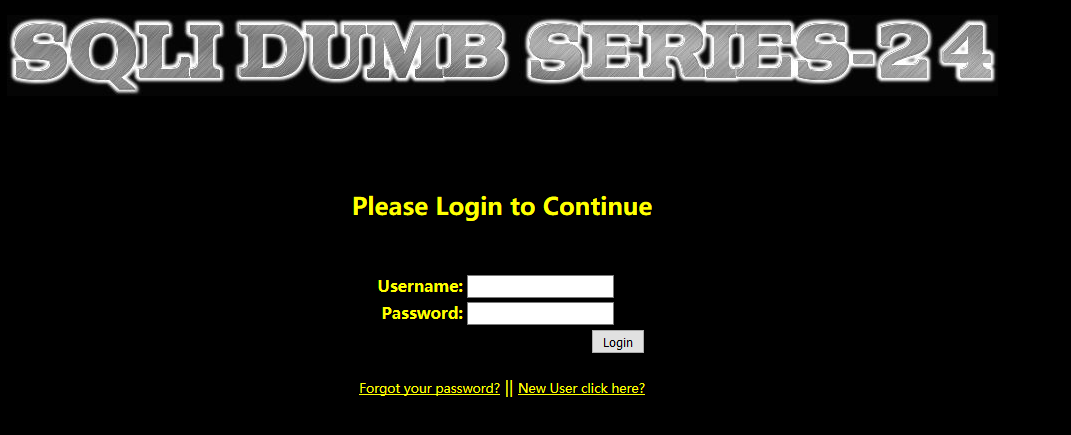 SQLI DUMB SERIES-24
Please Login to Continue
Username:
Password:
Login
Forgot your password? || New User click here?